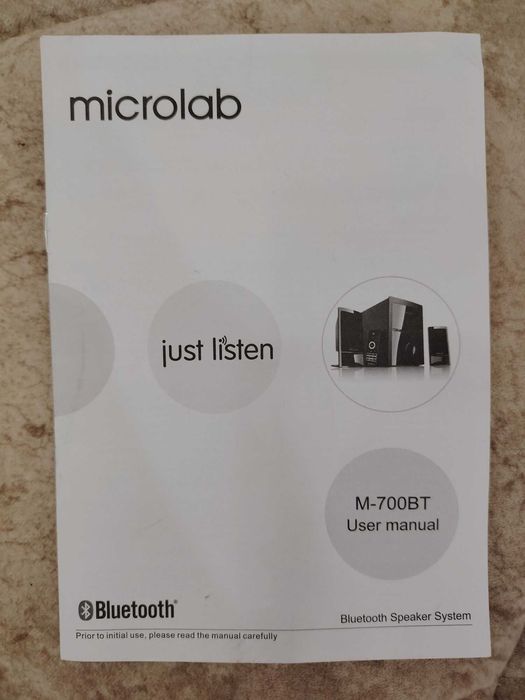 microlab
just listen
M-700BT
User manual
Bluetooth®
Bluetooth Speaker System
Prior to initial use, please read the manual carefully